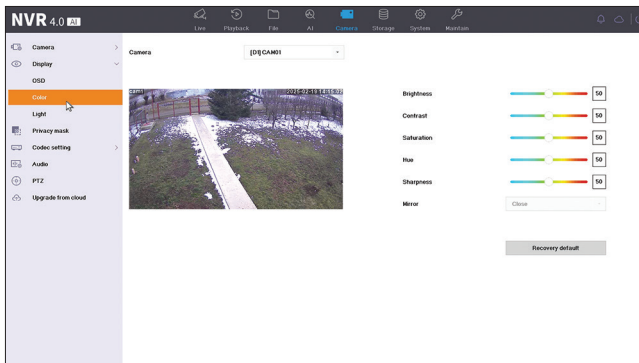 NVR 4.0 AI
Live Playback File AI Camera Storage System Maintain
Camera
Display
OSD
Color
Light
Privacy mask
Codec setting
Audio
PTZ
Upgrade from cloud
Camera [D1] CAM01
cam1
Brightness 50
Contrast 50
Saturation 50
Hue 50
Sharpness 50
Mirror Close
Recovery default